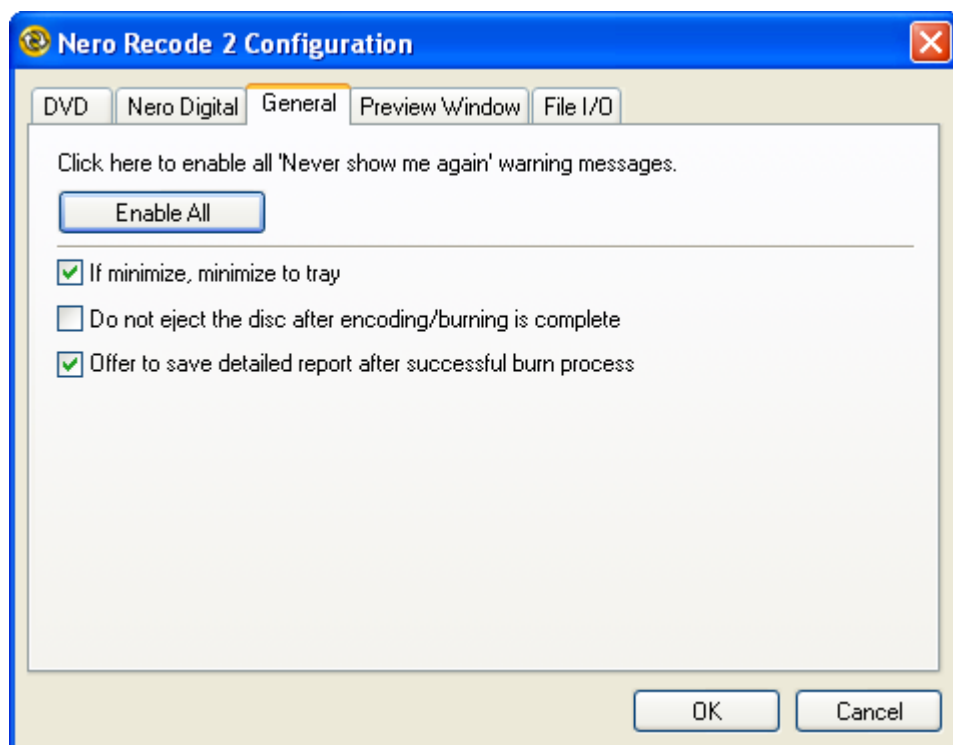 Nero Recode 2 Configuration
DVD Nero Digital General Preview Window File I/O
Click here to enable all 'Never show me again' warning messages.
Enable All
If minimize, minimize to tray
Do not eject the disc after encoding/burning is complete
Offer to save detailed report after successful burn process
OK Cancel